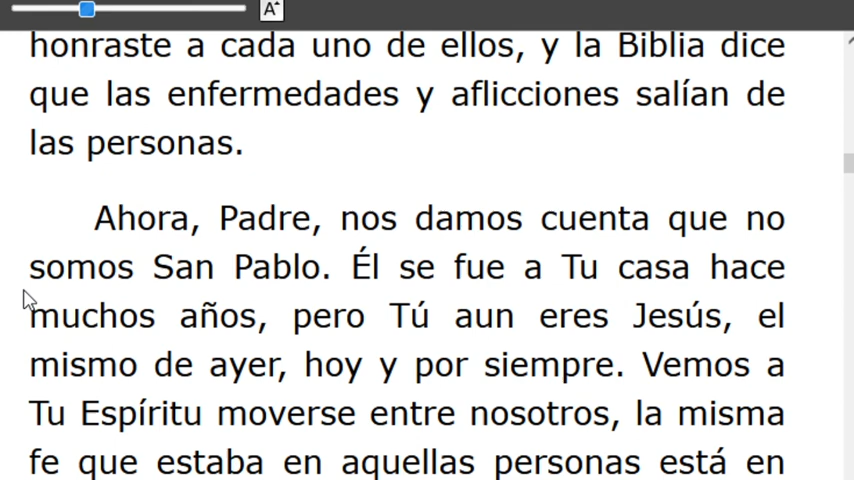 A
honraste a cada uno de ellos, y la Biblia dice
que las enfermedades y aflicciones salían de
las personas.
Ahora, Padre, nos damos cuenta que no
somos San Pablo. Él se fue a Tu casa hace
muchos años, pero Tú aun eres Jesús, el
mismo de ayer, hoy y por siempre. Vemos a
Tu Espíritu moverse entre nosotros, la misma
fe que estaba en aquellas personas está en